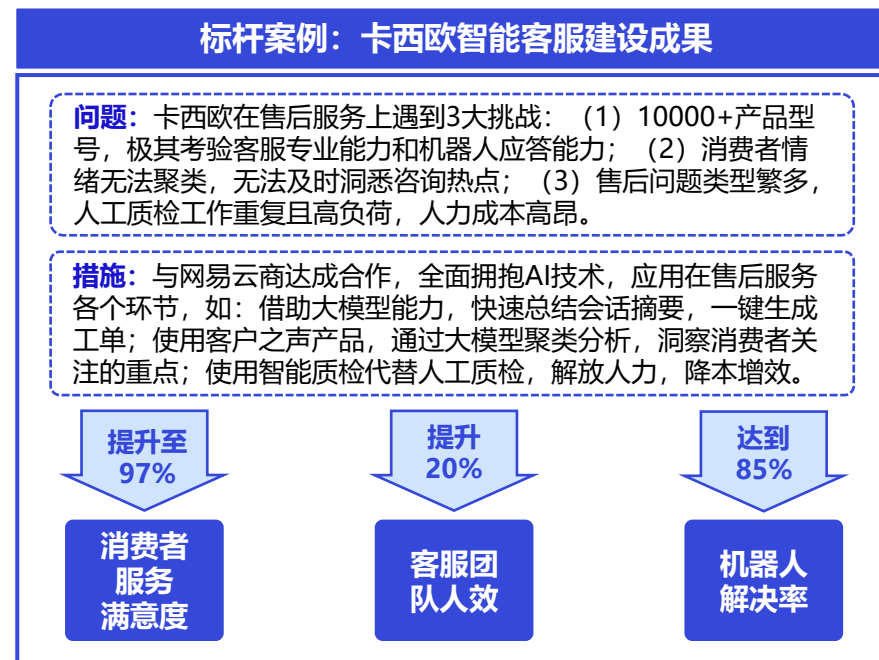 标杆案例：卡西欧智能客服建设成果
问题：卡西欧在售后服务上遇到3大挑战：（1）10000+产品型
号，极其考验客服专业能力和机器人应答能力；（2）消费者情
绪无法聚类，无法及时洞悉咨询热点；（3）售后问题类型繁多，
人工质检工作重复且高负荷，人力成本高昂。
措施：与网易云商达成合作，全面拥抱AI技术，应用在售后服务
各个环节，如：借助大模型能力，快速总结会话摘要，一键生成
工单；使用客户之声产品，通过大模型聚类分析，洞察消费者关
注的重点；使用智能质检代替人工质检，解放人力，降本增效。
提升至
97%
提升
20%
达到
85%
消费者
服务
满意度
客服团
队人效
机器人
解决率